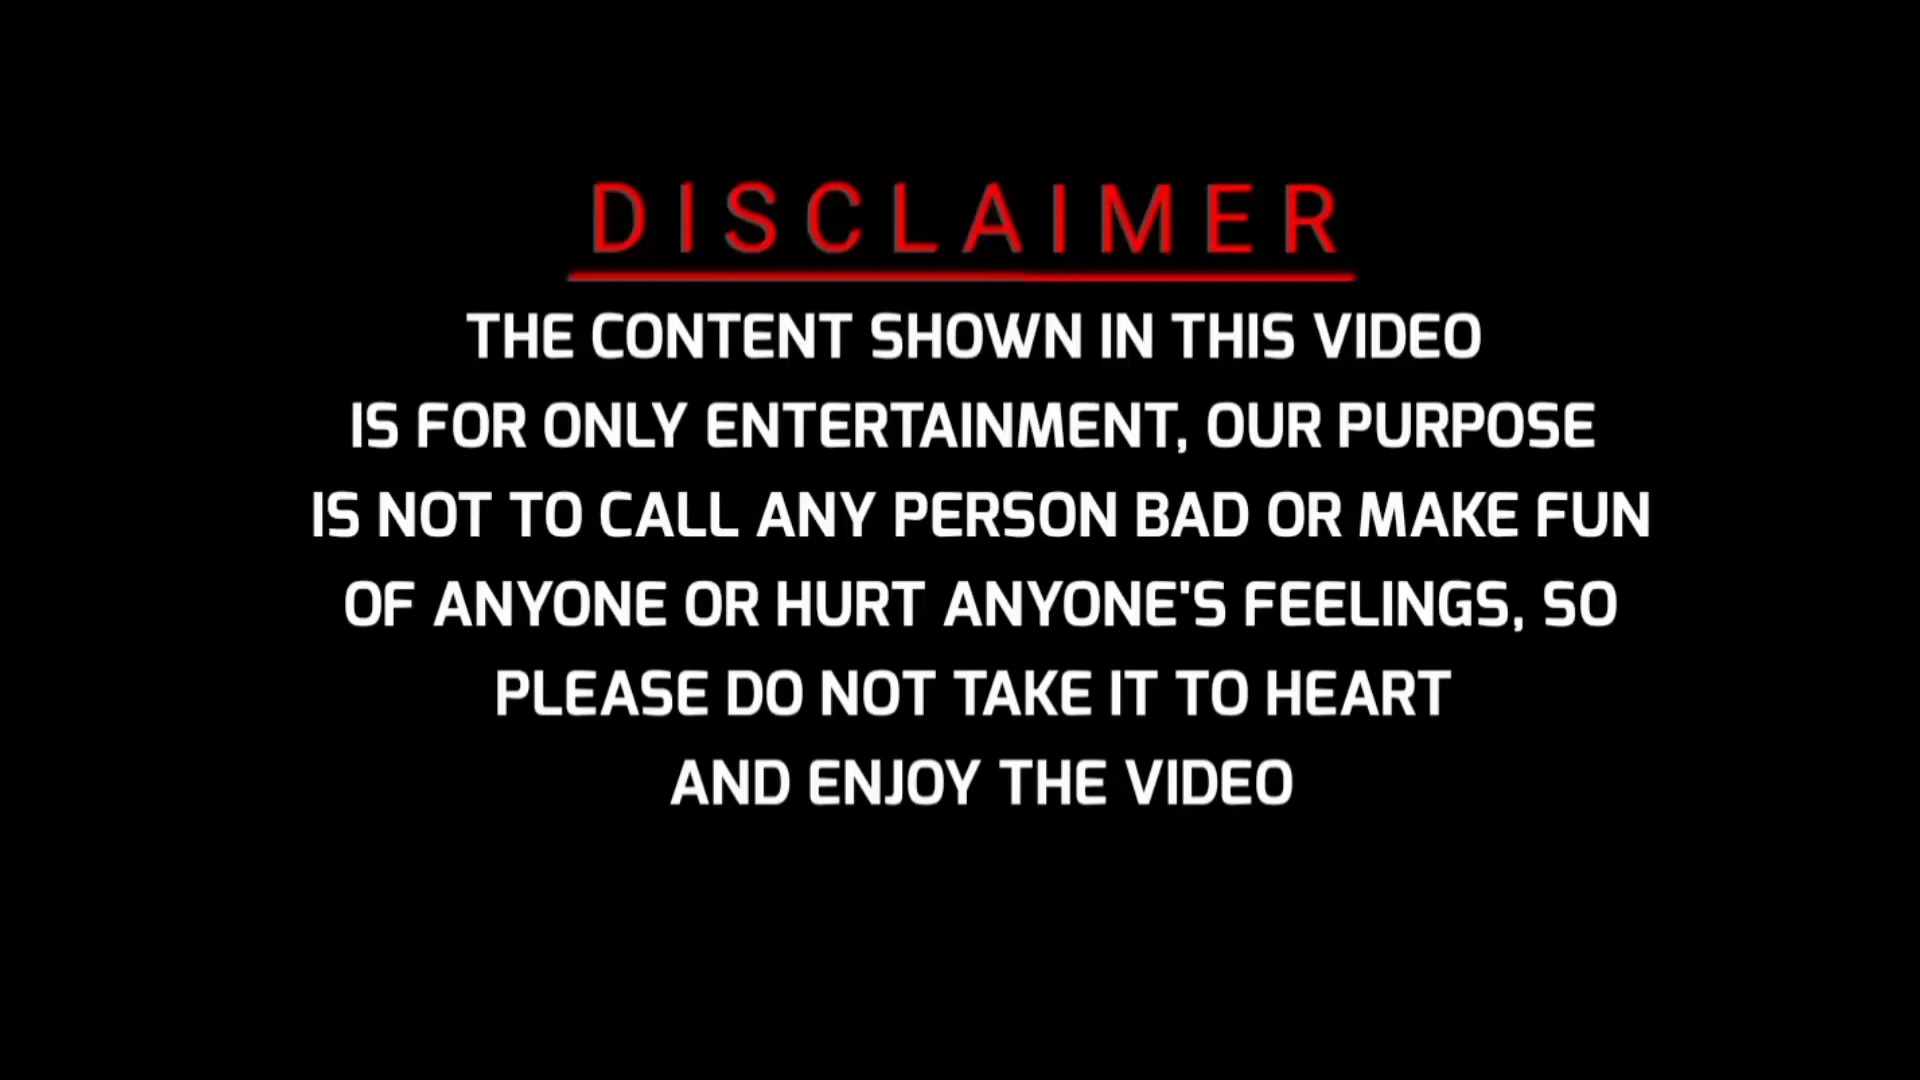 DISCLAIMER
THE CONTENT SHOWN IN THIS VIDEO
IS FOR ONLY ENTERTAINMENT, OUR PURPOSE
IS NOT TO CALL ANY PERSON BAD OR MAKE FUN
OF ANYONE OR HURT ANYONE'S FEELINGS, SO
PLEASE DO NOT TAKE IT TO HEART
AND ENJOY THE VIDEO